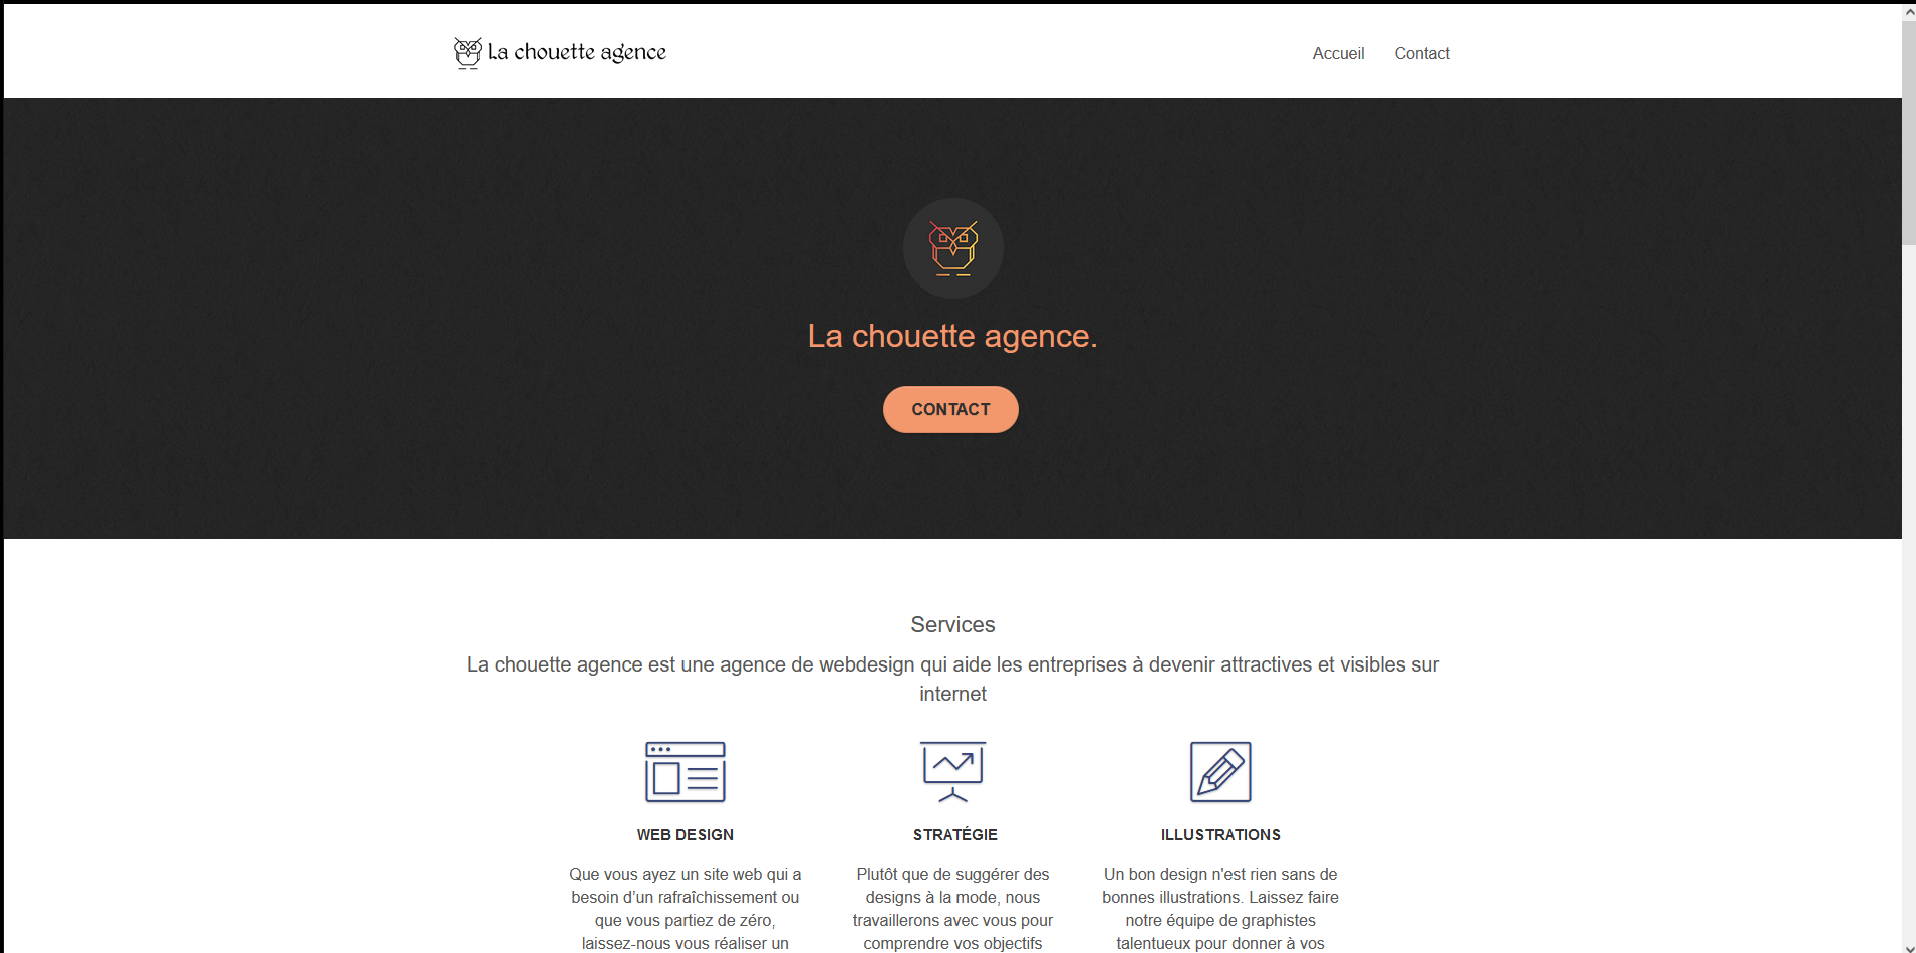 La chouette agence
Accueil
Contact
La chouette agence.
CONTACT
Services
La chouette agence est une agence de webdesign qui aide les entreprises à devenir attractives et visibles sur
internet
WEB DESIGN
Que vous ayez un site web qui a
besoin d’un rafraîchissement ou
que vous partiez de zéro,
laissez-nous vous réaliser un
STRATÉGIE
Plutôt que de suggérer des
designs à la mode, nous
travaillerons avec vous pour
comprendre vos objectifs
ILLUSTRATIONS
Un bon design n'est rien sans de
bonnes illustrations. Laissez faire
notre équipe de graphistes
talentueux pour donner à vos